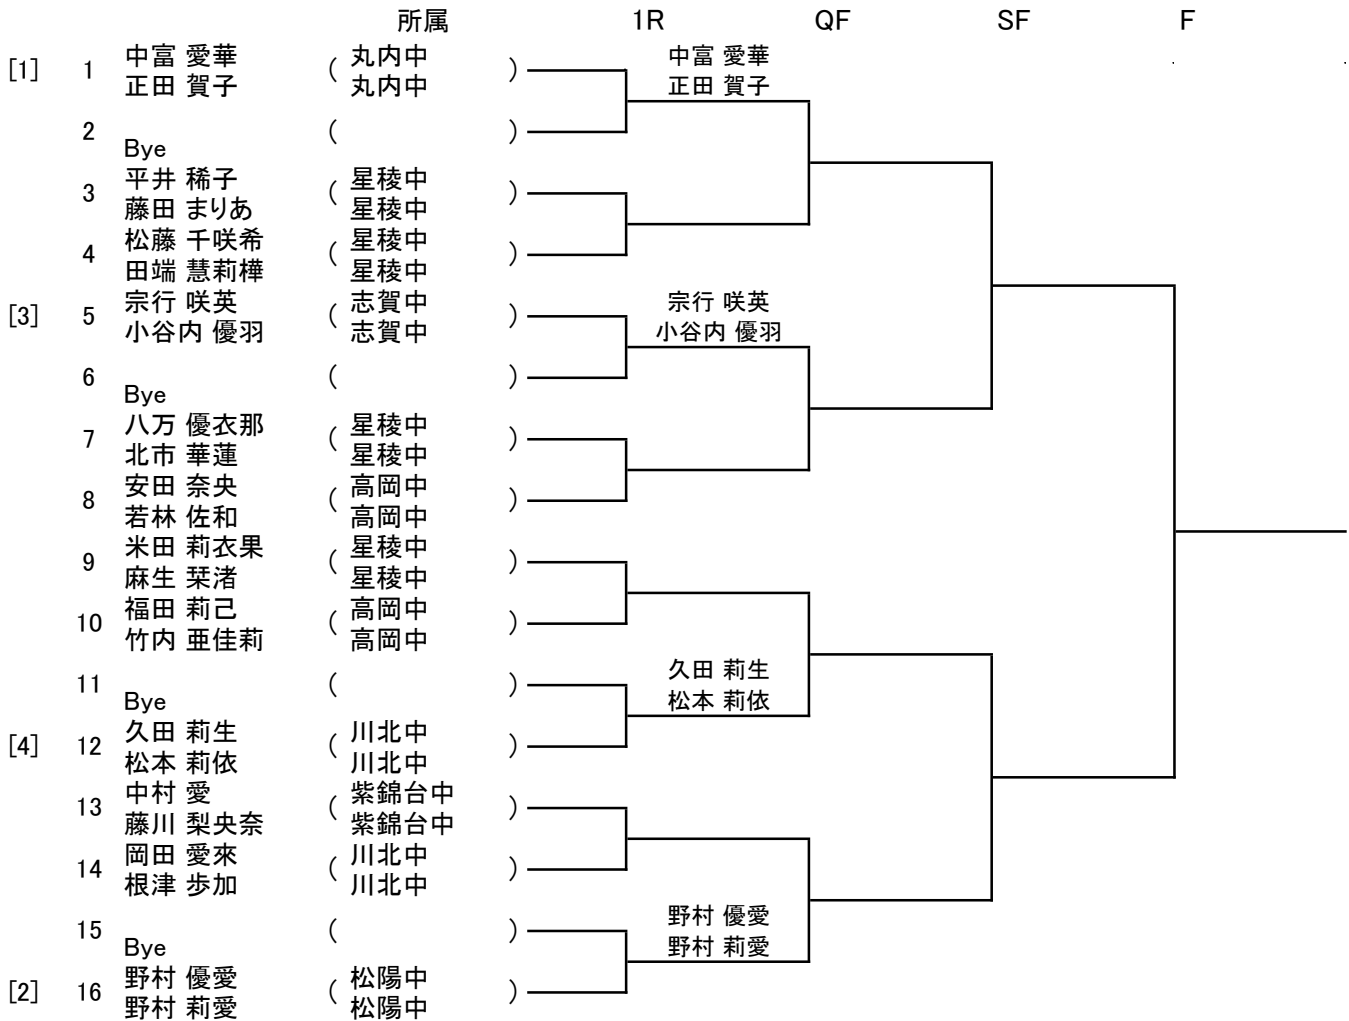 所属 1R QF SF F
中富 愛華 丸内中 中富 愛華
[1] 1 ( )
正田 賀子 丸内中 正田 賀子
2 ( )
Bye
平井 稀子 星稜中
3 ( )
藤田 まりあ 星稜中
松藤 千咲希 星稜中
4 ( )
田端 慧莉樺 星稜中
宗行 咲英 志賀中 宗行 咲英
[3] 5 ( )
小谷内 優羽 志賀中 小谷内 優羽
6 ( )
Bye
八万 優衣那 星稜中
7 ( )
北市 華蓮 星稜中
安田 奈央 高岡中
8 ( )
若林 佐和 高岡中
米田 莉衣果 星稜中
9 ( )
麻生 栞渚 星稜中
福田 莉己 高岡中
10 ( )
竹内 亜佳莉 高岡中
久田 莉生
11 ( )
Bye 松本 莉依
久田 莉生 川北中
[4] 12 ( )
松本 莉依 川北中
中村 愛 紫錦台中
13 ( )
藤川 梨央奈 紫錦台中
岡田 愛來 川北中
14 ( )
根津 歩加 川北中
野村 優愛
15 ( )
Bye 野村 莉愛
野村 優愛 松陽中
[2] 16 ( )
野村 莉愛 松陽中